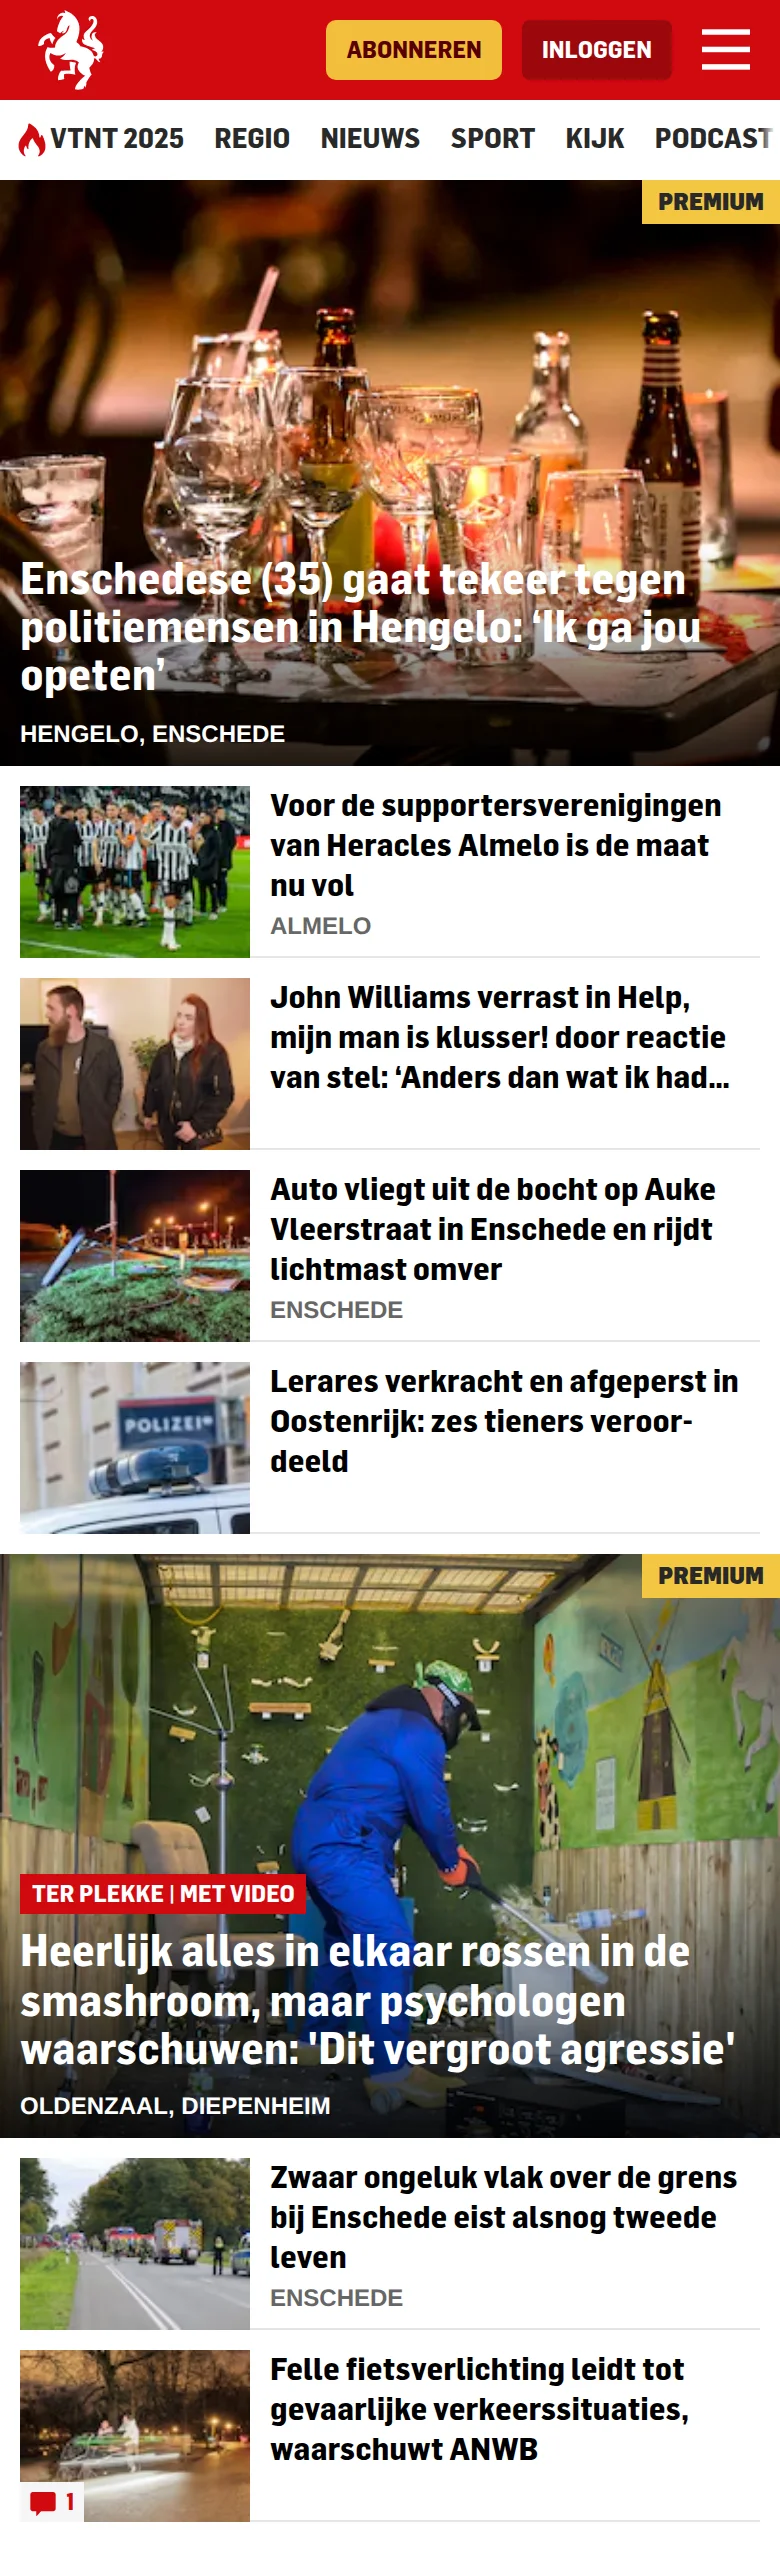 ABONNEREN
INLOGGEN
VTNT 2025 REGIO NIEUWS SPORT KIJK PODCAST
PREMIUM
Enschedese (35) gaat tekeer tegen
politiemensen in Hengelo: ‘Ik ga jou
opeten’
HENGELO, ENSCHEDE
Voor de supportersverenigingen
van Heracles Almelo is de maat
nu vol
ALMELO
John Williams verrast in Help,
mijn man is klusser! door reactie
van stel: ‘Anders dan wat ik had...
Auto vliegt uit de bocht op Auke
Vleerstraat in Enschede en rijdt
lichtmast omver
ENSCHEDE
POLIZEI
Lerares verkracht en afgeperst in
Oostenrijk: zes tieners veroor-
deeld
PREMIUM
TER PLEKKE | MET VIDEO
Heerlijk alles in elkaar rossen in de
smashroom, maar psychologen
waarschuwen: 'Dit vergroot agressie'
OLDENZAAL, DIEPENHEIM
Zwaar ongeluk vlak over de grens
bij Enschede eist alsnog tweede
leven
ENSCHEDE
Felle fietsverlichting leidt tot
gevaarlijke verkeerssituaties,
waarschuwt ANWB
1